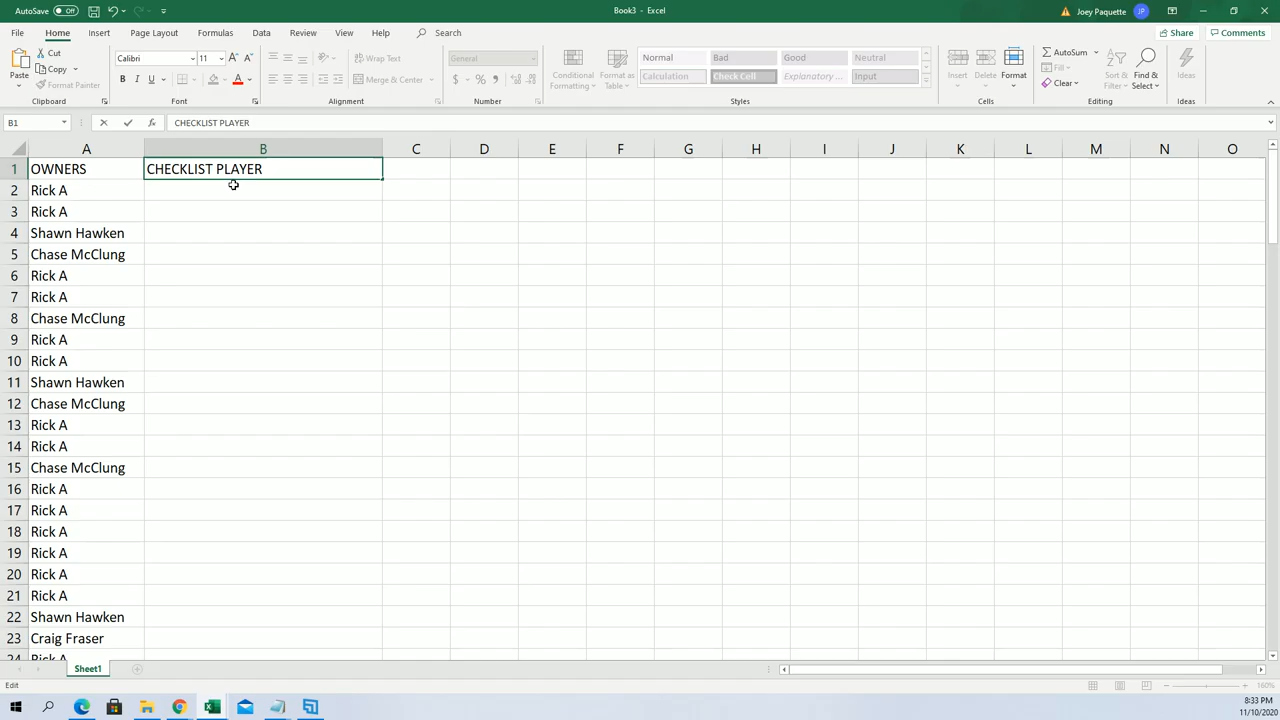 AutoSave Off
Book3 - Excel
Joey Paquette JP
File Home Insert Page Layout Formulas Data Review View Help Search
Share Comments
Paste Cut Copy Format Painter
Clipboard
Calibri 11
B I U A
Font
Wrap Text
Merge & Center
Alignment
General
$ % ,
Number
Conditional Formatting Format as Table
Normal Bad Good Neutral
Calculation Check Cell Explanatory ... Input
Styles
Insert Delete Format
Cells
AutoSum Fill Clear
Sort & Filter Find & Select
Editing
Ideas
Ideas
B1 fx CHECKLIST PLAYER
A B C D E F G H I J K L M N O
1 OWNERS CHECKLIST PLAYER
2 Rick A
3 Rick A
4 Shawn Hawken
5 Chase McClung
6 Rick A
7 Rick A
8 Chase McClung
9 Rick A
10 Rick A
11 Shawn Hawken
12 Chase McClung
13 Rick A
14 Rick A
15 Chase McClung
16 Rick A
17 Rick A
18 Rick A
19 Rick A
20 Rick A
21 Rick A
22 Shawn Hawken
23 Craig Fraser
24 Rick A
Sheet1
Edit
160%
8:33 PM
11/10/2020